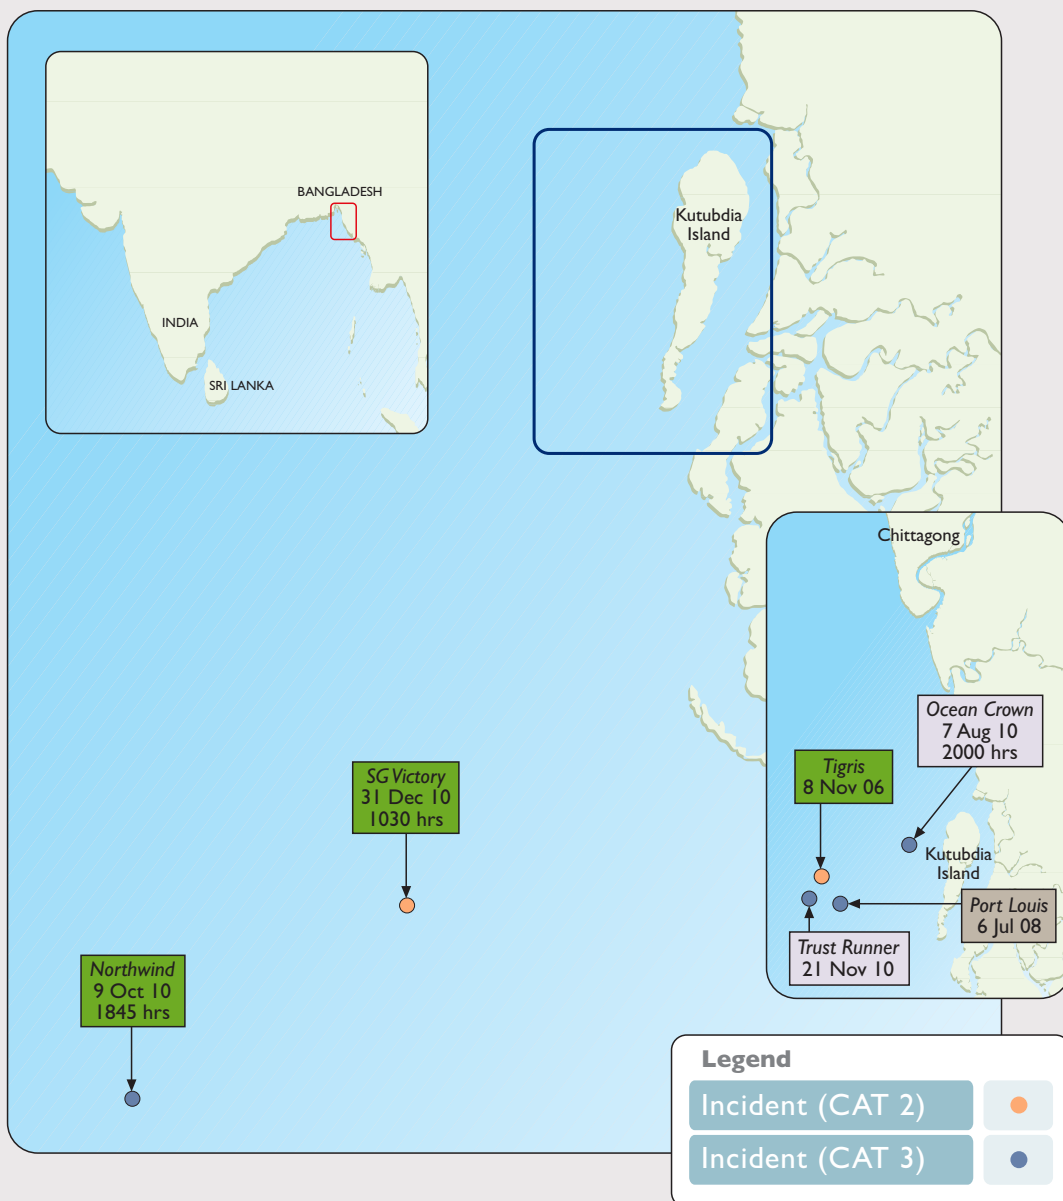 BANGLADESH
INDIA
SRI LANKA
Kutubdia
Island
Chittagong
Ocean Crown
7 Aug 10
2000 hrs
Tigris
8 Nov 06
SG Victory
31 Dec 10
1030 hrs
Kutubdia
Island
Port Louis
6 Jul 08
Trust Runner
21 Nov 10
Northwind
9 Oct 10
1845 hrs
Legend
Incident (CAT 2)
Incident (CAT 3)